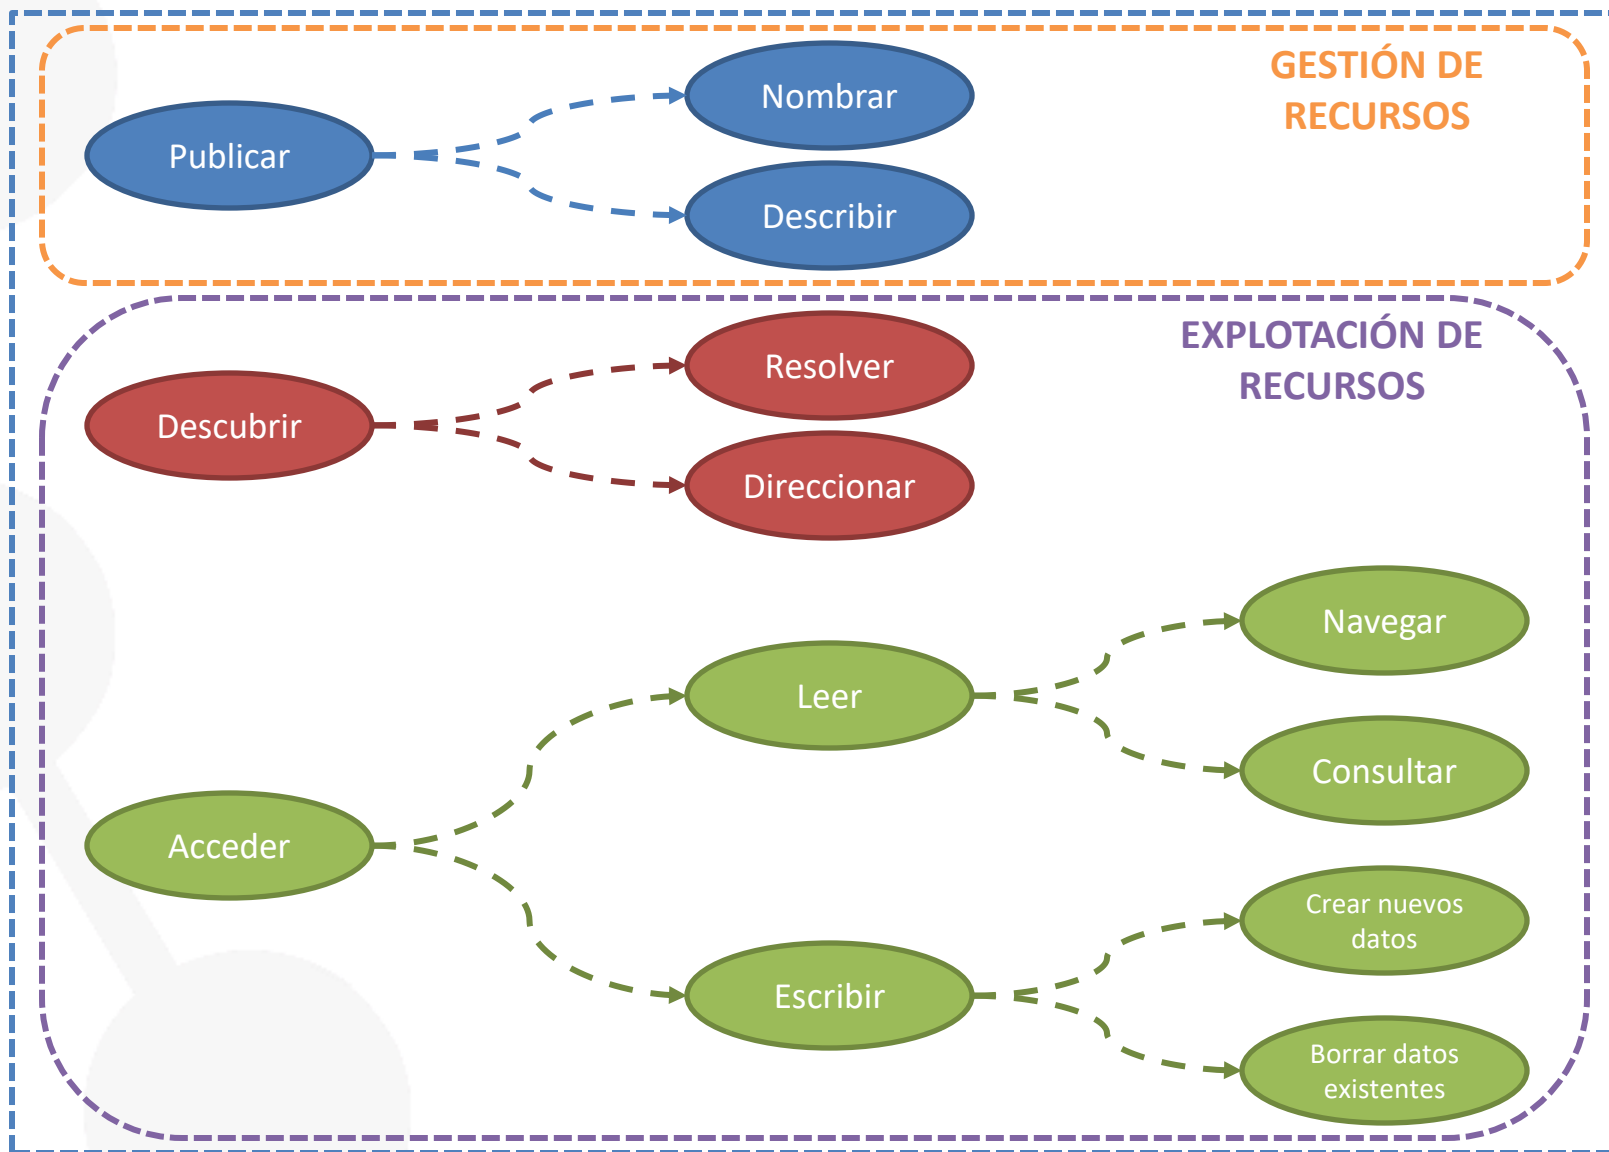 GESTIÓN DE
RECURSOS
Publicar
Nombrar
Describir
EXPLOTACIÓN DE
RECURSOS
Descubrir
Resolver
Direccionar
Acceder
Leer
Navegar
Consultar
Escribir
Crear nuevos
datos
Borrar datos
existentes